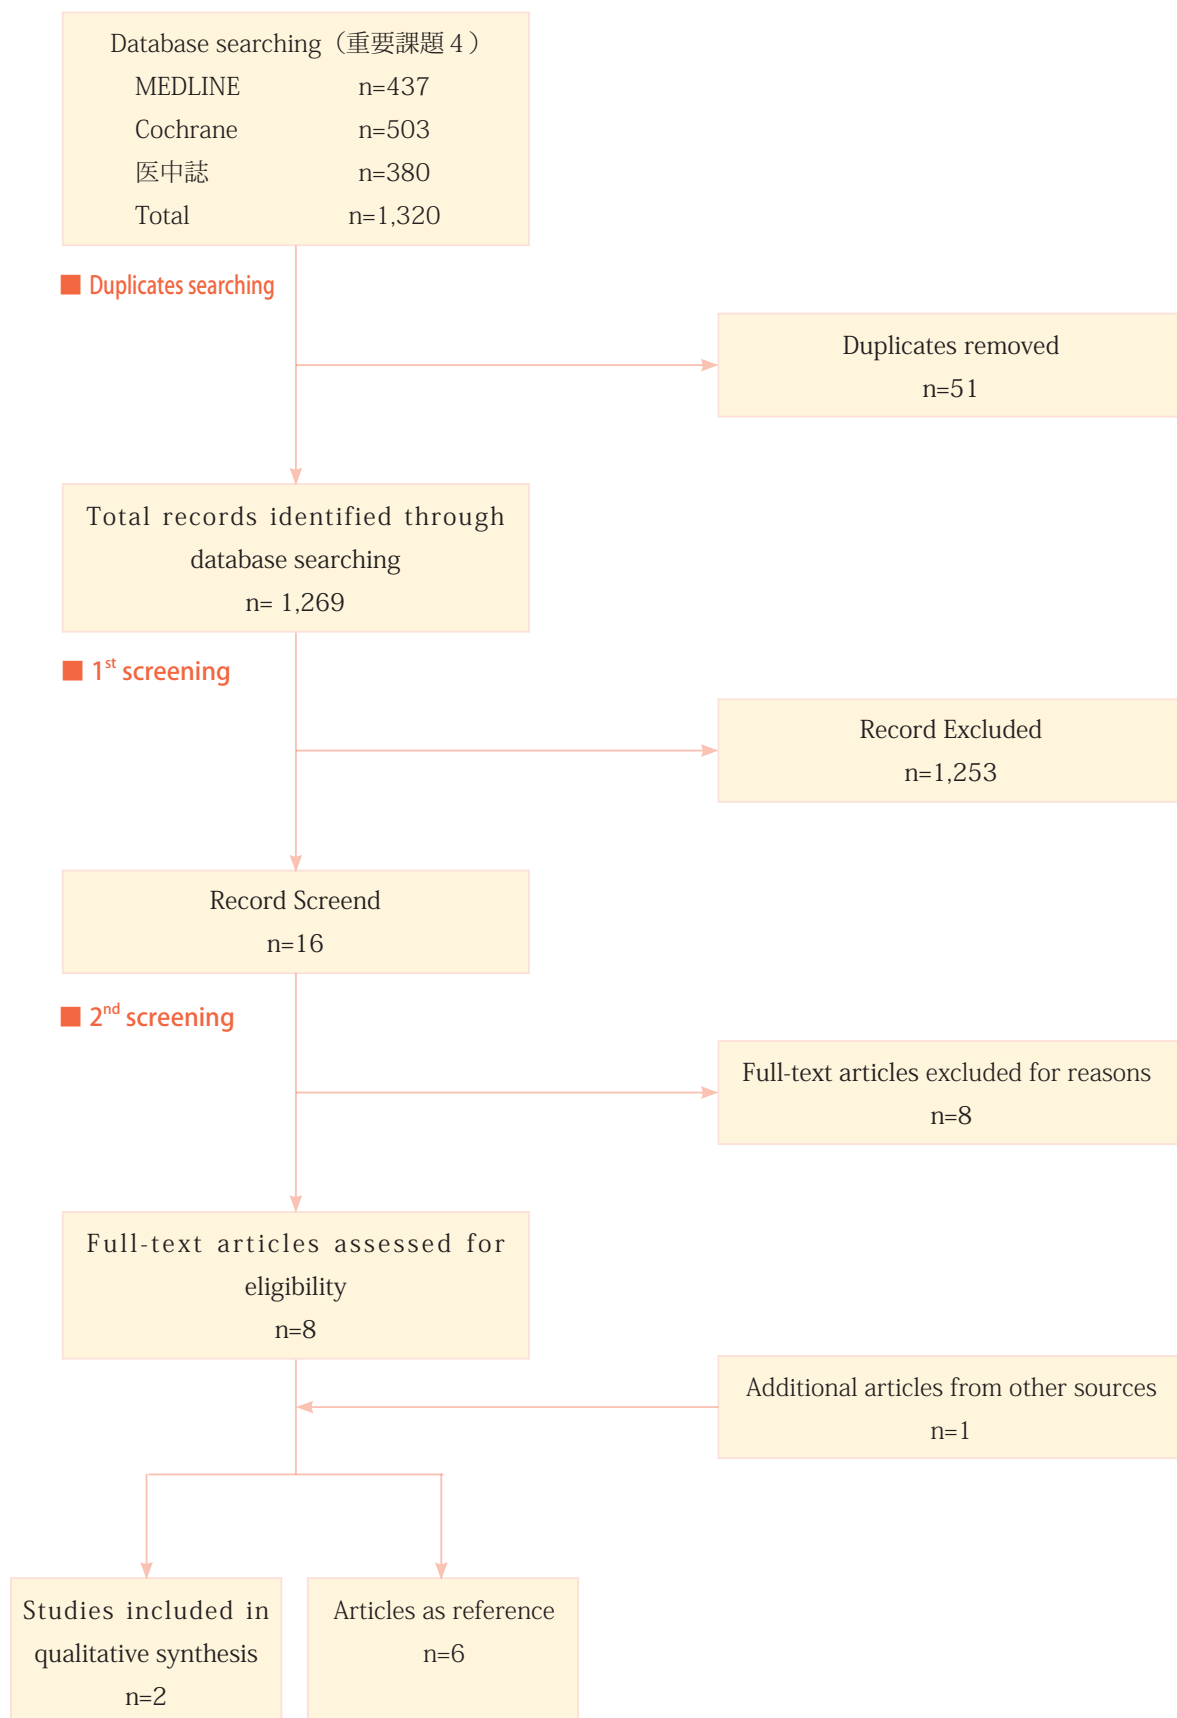 Database searching（重要課題4）
MEDLINE n=437
Cochrane n=503
医中誌 n=380
Total n=1,320
■ Duplicates searching
Duplicates removed
n=51
Total records identified through
database searching
n= 1,269
■ 1st screening
Record Excluded
n=1,253
Record Screend
n=16
■ 2nd screening
Full-text articles excluded for reasons
n=8
Full-text articles assessed for
eligibility
n=8
Additional articles from other sources
n=1
Studies included in
qualitative synthesis
n=2
Articles as reference
n=6